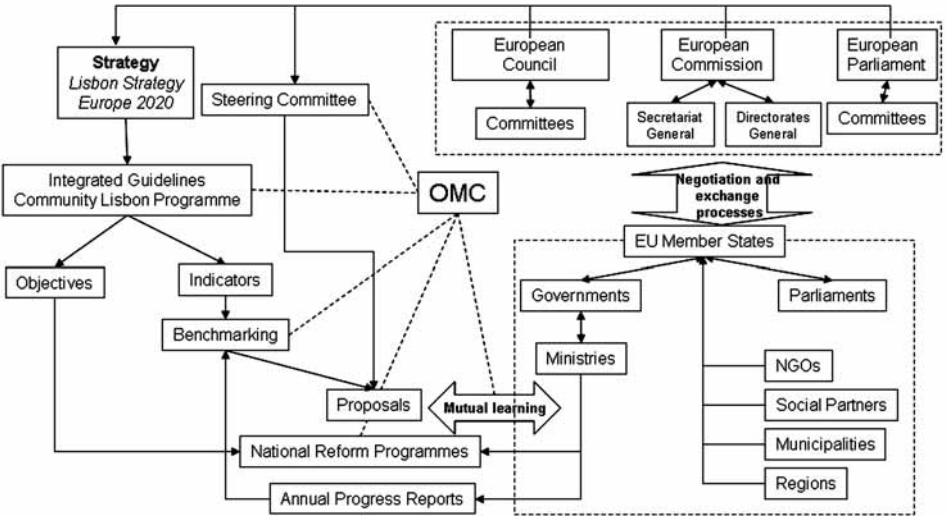 Strategy
Lisbon Strategy
Europe 2020
Steering Committee
European
Council
European
Commission
European
Parliament
Committees
Secretariat
General
Directorates
General
Committees
Integrated Guidelines
Community Lisbon Programme
OMC
Negotiation and
exchange
processes
EU Member States
Objectives
Indicators
Governments
Parliaments
Benchmarking
Ministries
NGOs
Proposals
Mutual learning
Social Partners
National Reform Programmes
Municipalities
Annual Progress Reports
Regions